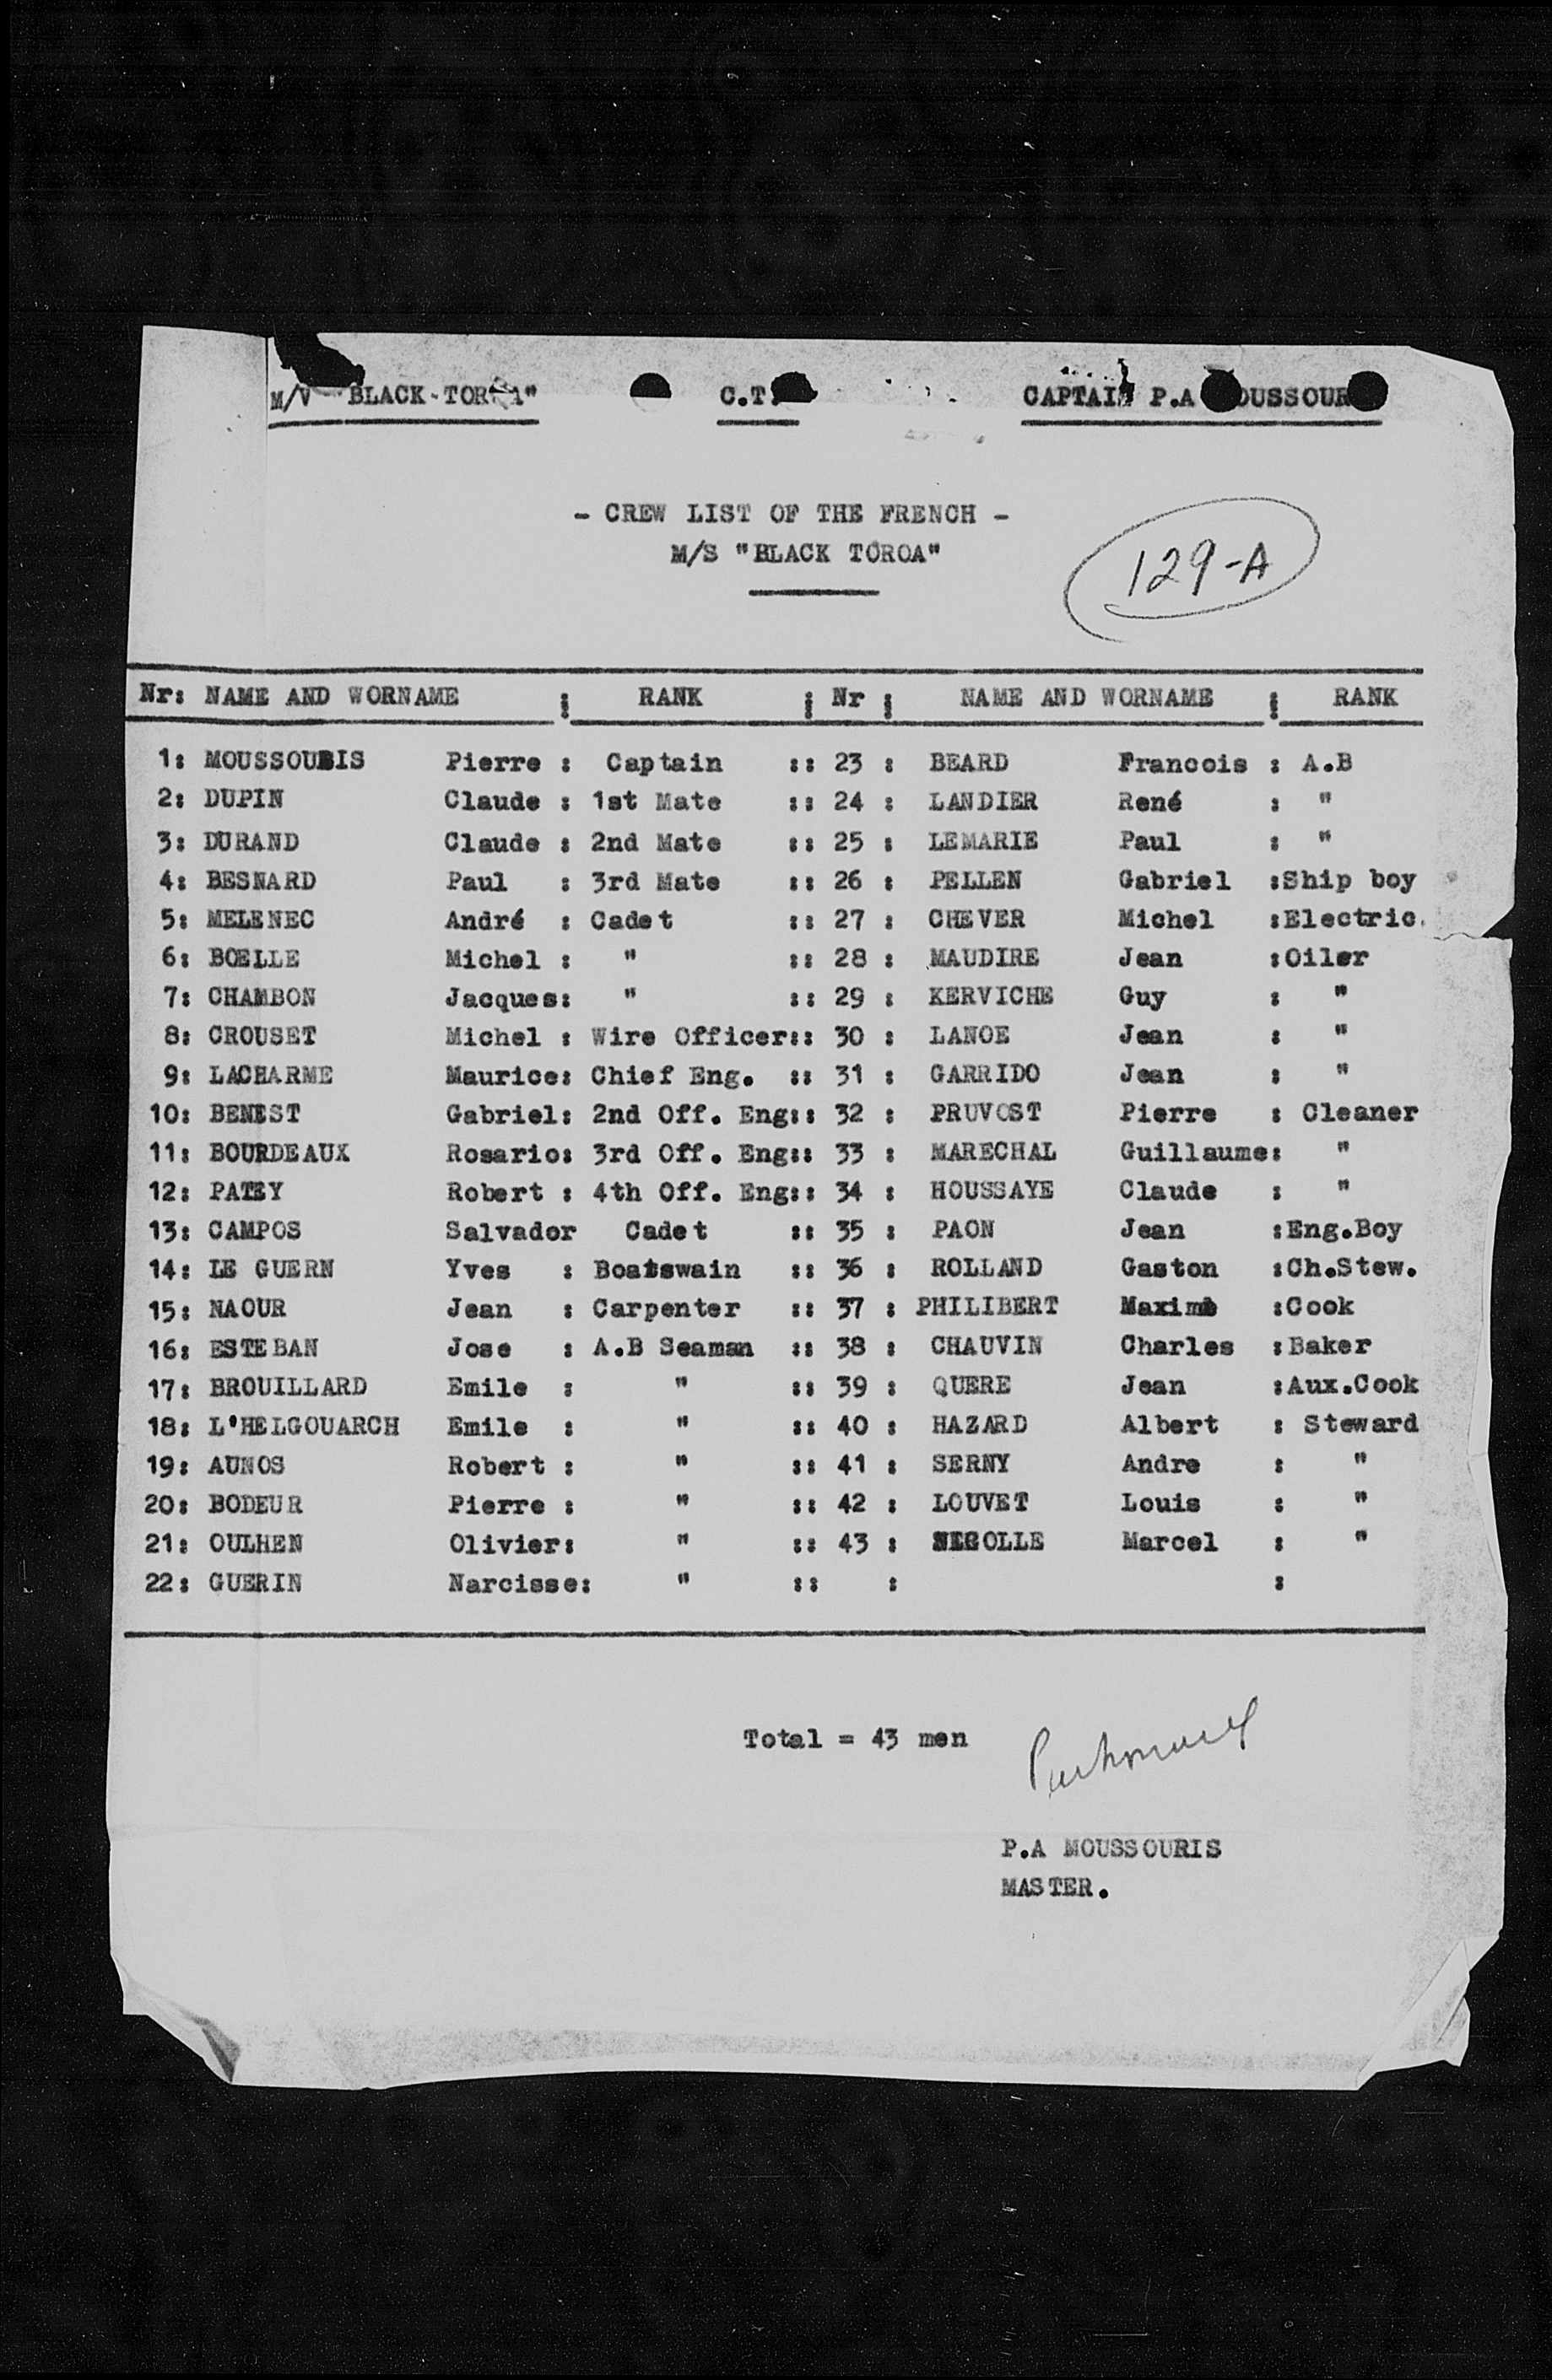 M/V "BLACK-TOROA" C.T. CAPTAIN P.A MOUSSOUR
- CREW LIST OF THE FRENCH -
M/S "BLACK TOROA"
129-A
Nr: NAME AND WORNAME : RANK : Nr : NAME AND WORNAME : RANK
1: MOUSSOURIS Pierre : Captain :: 23 : BEARD Francois : A.B
2: DUPIN Claude : 1st Mate :: 24 : LANDIER René : "
3: DURAND Claude : 2nd Mate :: 25 : LEMARIE Paul : "
4: BESNARD Paul : 3rd Mate :: 26 : PELLEN Gabriel :Ship boy
5: MELENEC André : Cadet :: 27 : CHEVER Michel :Electric.
6: BOELLE Michel : " :: 28 : MAUDIRE Jean :Oiler
7: CHAMBON Jacques: " :: 29 : KERVICHE Guy : "
8: CROUSET Michel : Wire Officer:: 30 : LANOE Jean : "
9: LACHARME Maurice: Chief Eng. :: 31 : GARRIDO Jean : "
10: BENEST Gabriel: 2nd Off. Eng:: 32 : PRUVOST Pierre : Cleaner
11: BOURDEAUX Rosario: 3rd Off. Eng:: 33 : MARECHAL Guillaume: "
12: PATEY Robert : 4th Off. Eng:: 34 : HOUSSAYE Claude : "
13: CAMPOS Salvador Cadet :: 35 : PAON Jean :Eng.Boy
14: LE GUERN Yves : Boatswain :: 36 : ROLLAND Gaston :Ch.Stew.
15: NAOUR Jean : Carpenter :: 37 : PHILIBERT Maxime :Cook
16: ESTEBAN Jose : A.B Seaman :: 38 : CHAUVIN Charles :Baker
17: BROUILLARD Emile : " :: 39 : QUERE Jean :Aux.Cook
18: L'HELGOUARCH Emile : " :: 40 : HAZARD Albert : Steward
19: AUNOS Robert : " :: 41 : SERNY Andre : "
20: BODEUR Pierre : " :: 42 : LOUVET Louis : "
21: OULHEN Olivier: " :: 43 : NEGOLLE Marcel : "
22: GUERIN Narcisse: " :: : :
Total = 43 men
P.A MOUSSOURIS
MASTER.